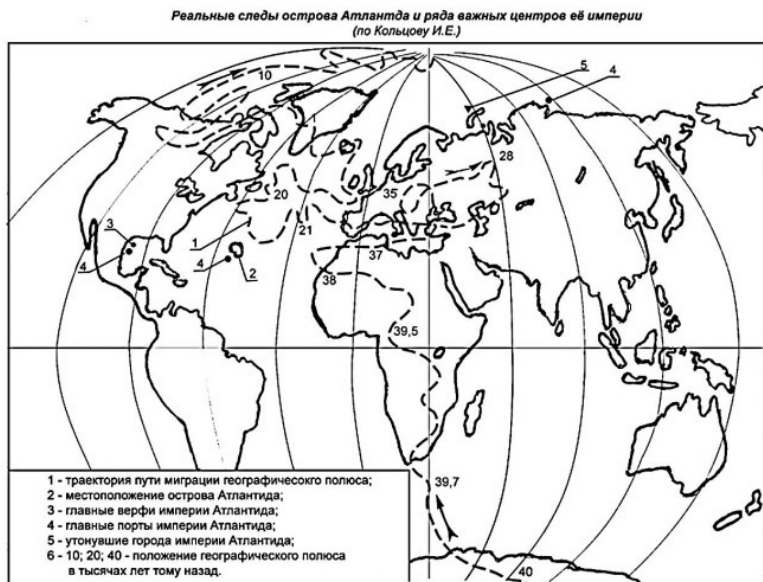 Реальные следы острова Атлантда и ряда важных центров её империи
(по Кольцову И.Е.)
10
5
4
28
20
35
21
3
1
37
4
4
2
38
39,5
39,7
40
1 - траектория пути миграции географического полюса;
2 - местоположение острова Атлантида;
3 - главные верфи империи Атлантида;
4 - главные порты империи Атлантида;
5 - утонувшие города империи Атлантида;
6 - 10; 20; 40 - положение географического полюса
в тысячах лет тому назад.